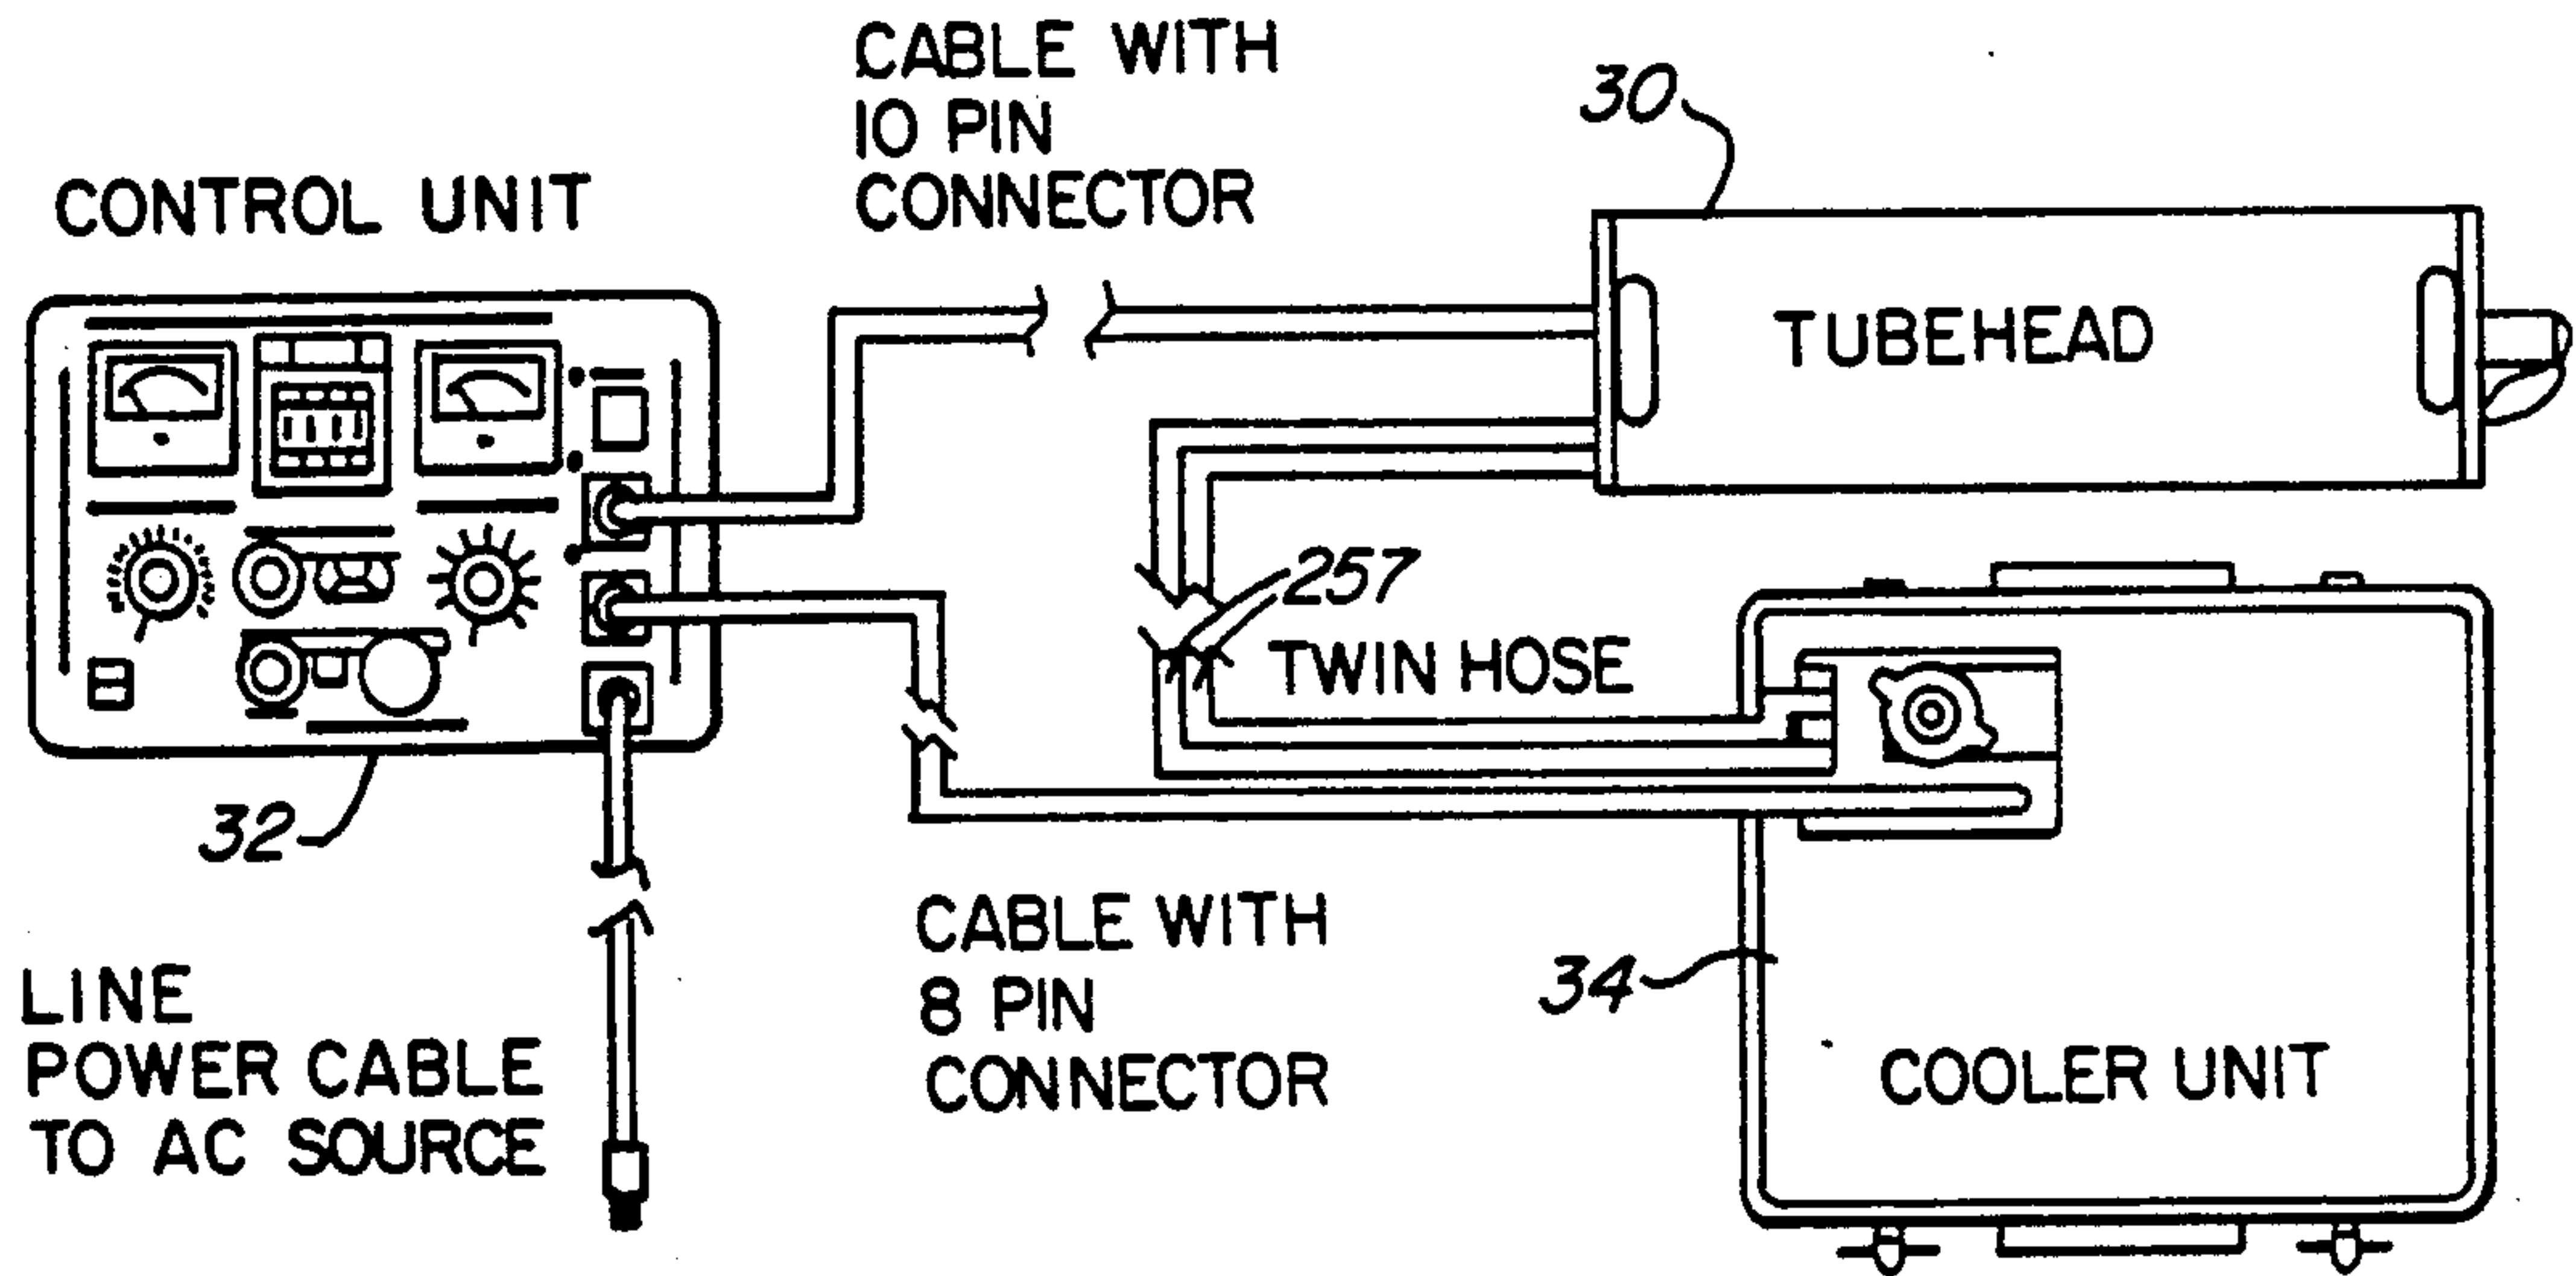 CABLE WITH
10 PIN
CONNECTOR
30
CONTROL UNIT
TUBEHEAD
257
TWIN HOSE
32
CABLE WITH
8 PIN
CONNECTOR
34
LINE
POWER CABLE
TO AC SOURCE
COOLER UNIT